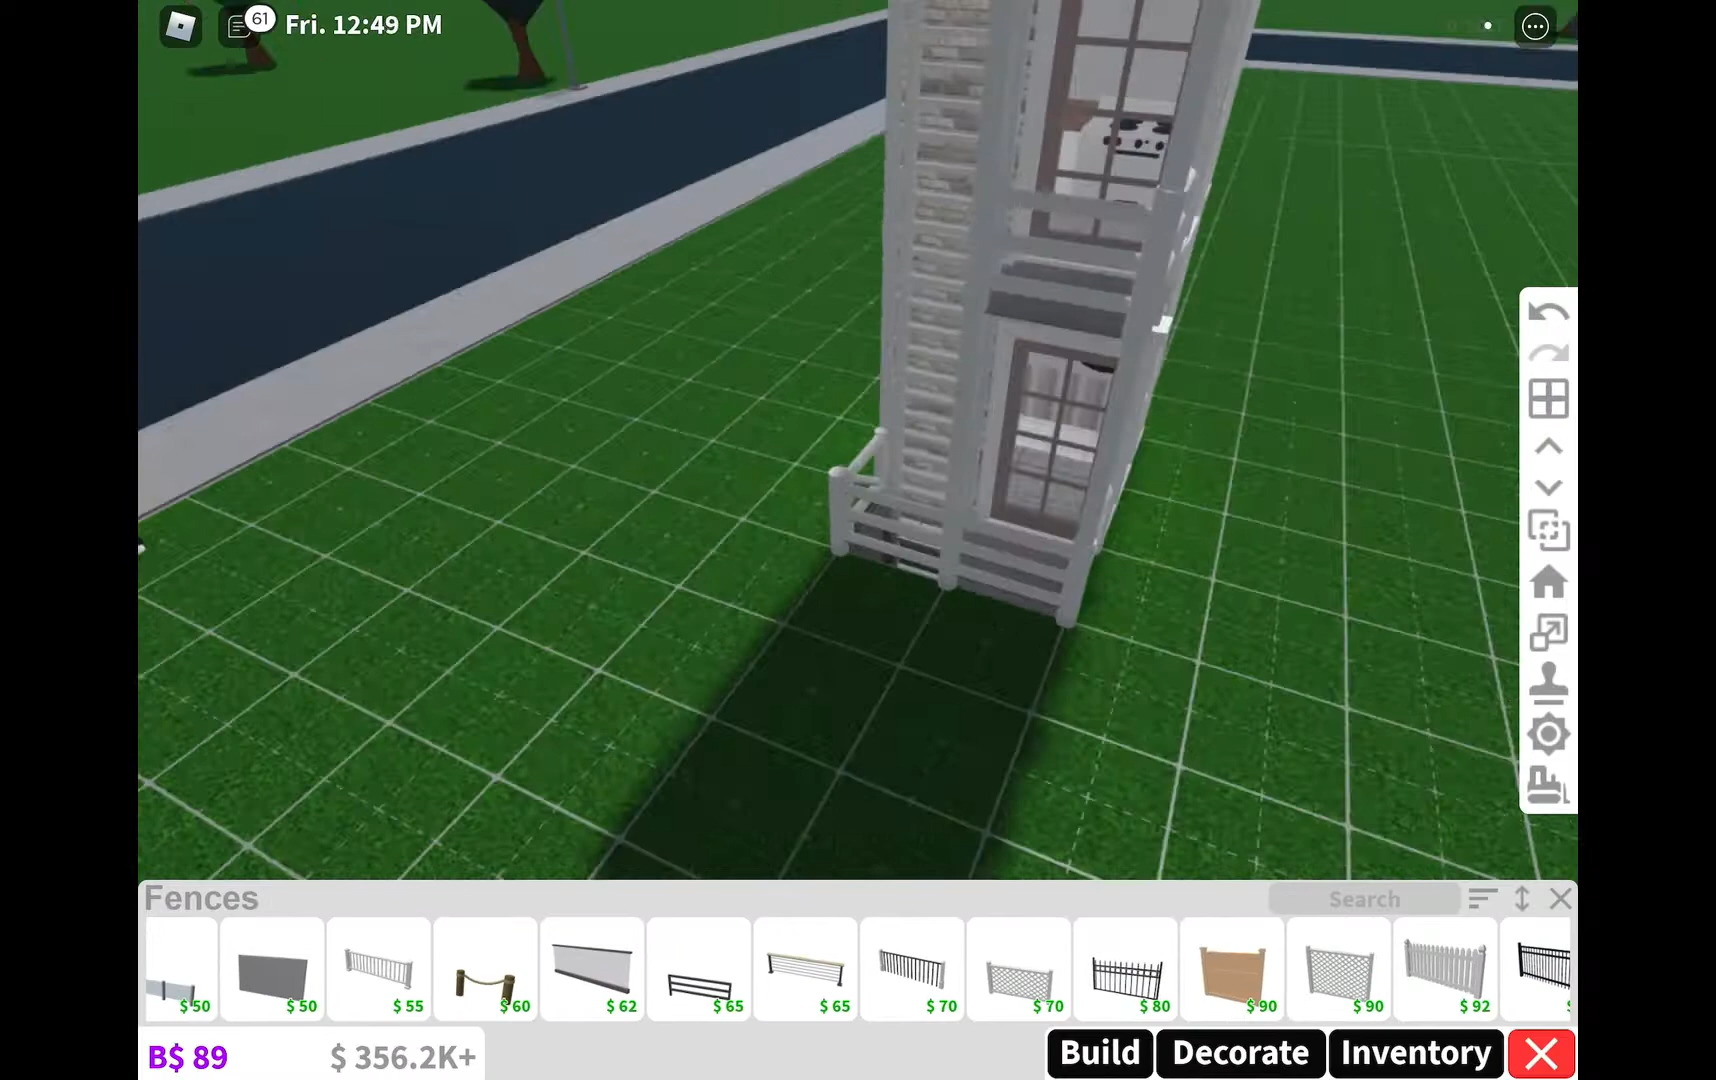 61
Fri. 12:49 PM
Fences
Search
$ 50
$ 50
$ 55
$ 60
$ 62
$ 65
$ 65
$ 70
$ 70
$ 80
$ 90
$ 90
$ 92
B$ 89
$ 356.2K+
Build
Decorate
Inventory